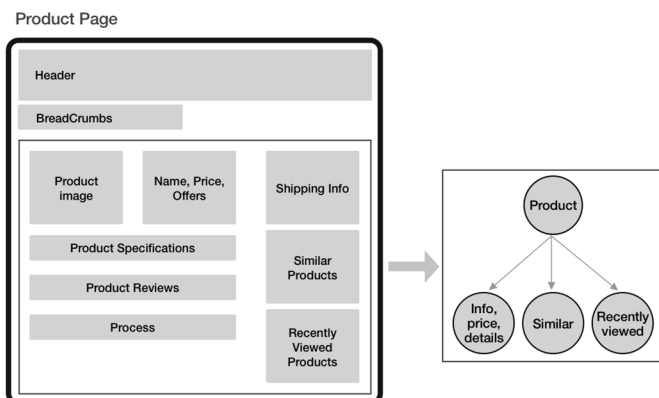 Product Page
Header
BreadCrumbs
Product
image
Name, Price,
Offers
Shipping Info
Product Specifications
Similar
Products
Product Reviews
Process
Recently
Viewed
Products
Product
Info,
price,
details
Similar
Recently
viewed